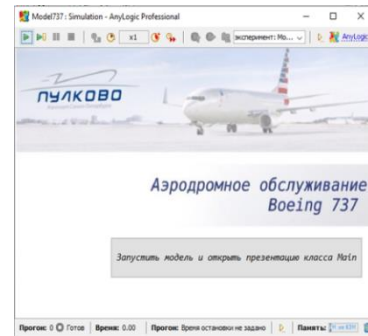 Model737 : Simulation - AnyLogic Professional
x1
эксперимент: Mo...
AnyLogic
ПУЛКОВО
Аэродромное обслуживание
Boeing 737
Запустить модель и открыть презентацию класса Main
Прогон: 0 Готов Время: 0.00 Прогон: Время остановки не задано Память: